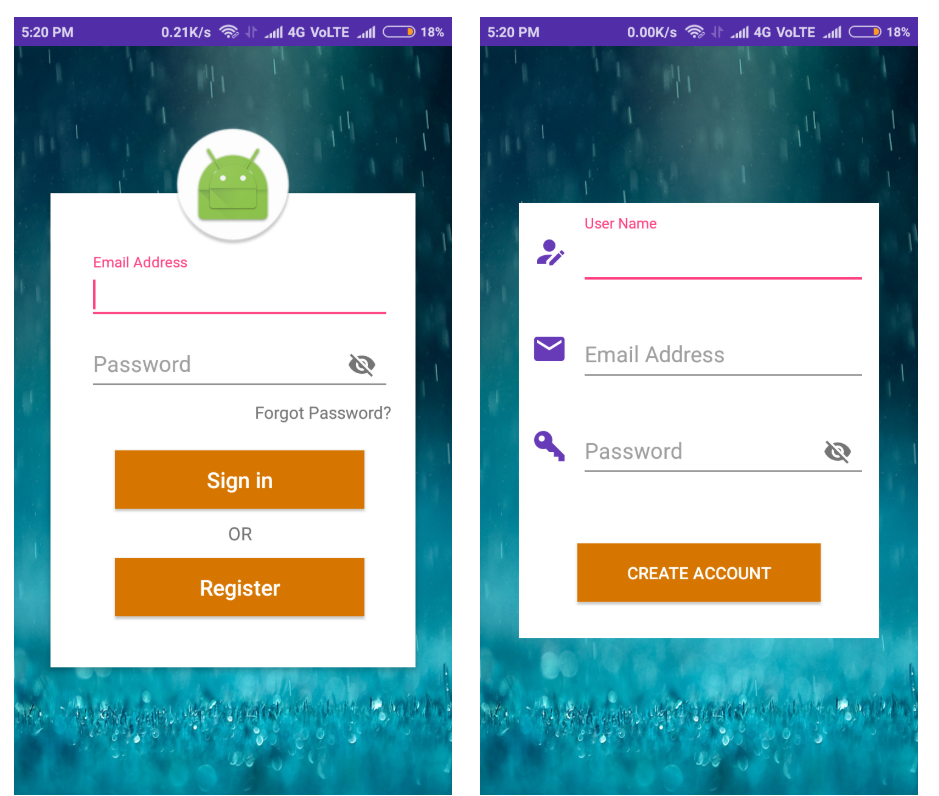 5:20 PM 0.21K/s 4G VoLTE 18%
Email Address
Password
Forgot Password?
Sign in
OR
Register
5:20 PM 0.00K/s 4G VoLTE 18%
User Name
Email Address
Password
CREATE ACCOUNT